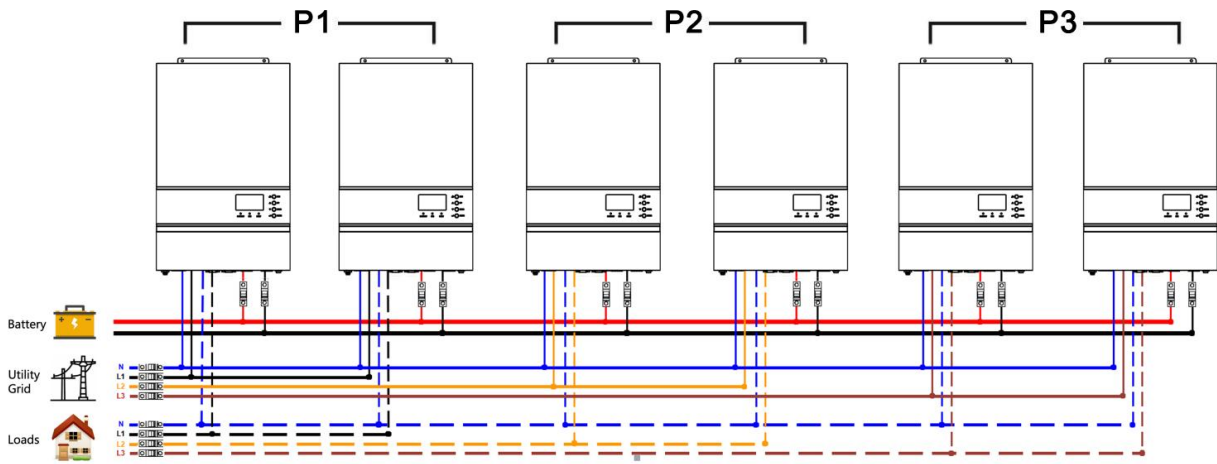 P1
P2
P3
Battery
Utility
Grid
N
L1
L2
L3
Loads
N
L1
L2
L3